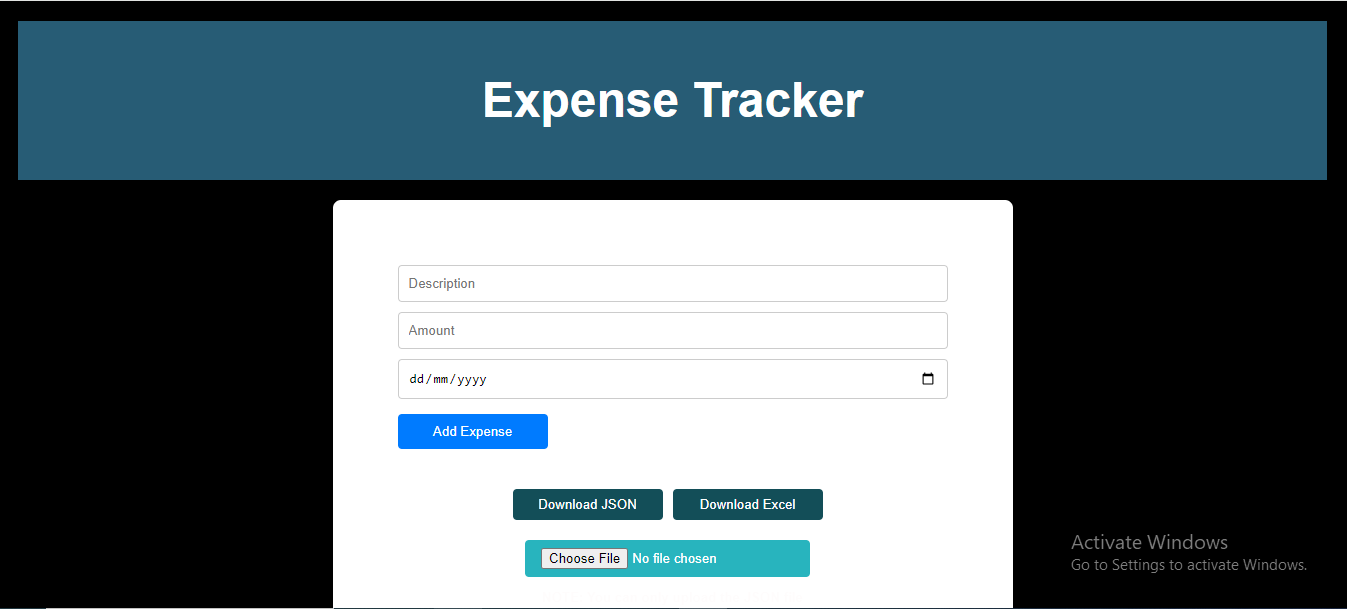 Expense Tracker
Description
Amount
dd/mm/yyyy
Add Expense
Download JSON Download Excel
Choose File No file chosen
Activate Windows
Go to Settings to activate Windows.